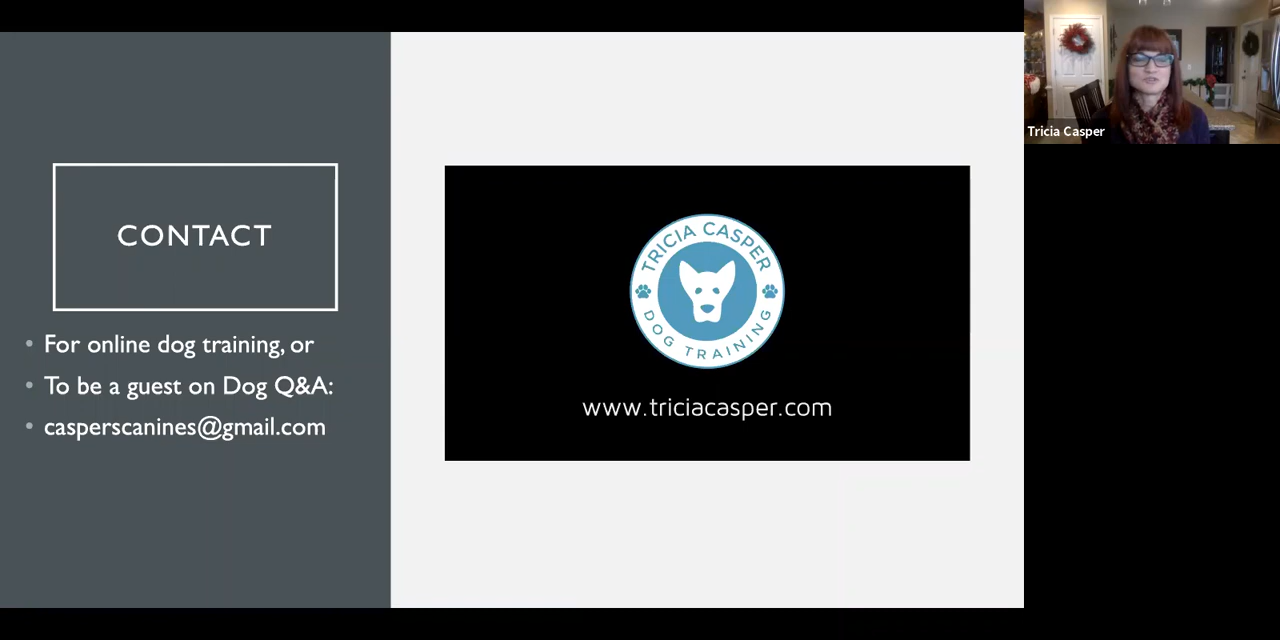 CONTACT
For online dog training, or
To be a guest on Dog Q&A:
casperscanines@gmail.com
TRICIA CASPER
DOG TRAINING
www.triciacasper.com
Tricia Casper